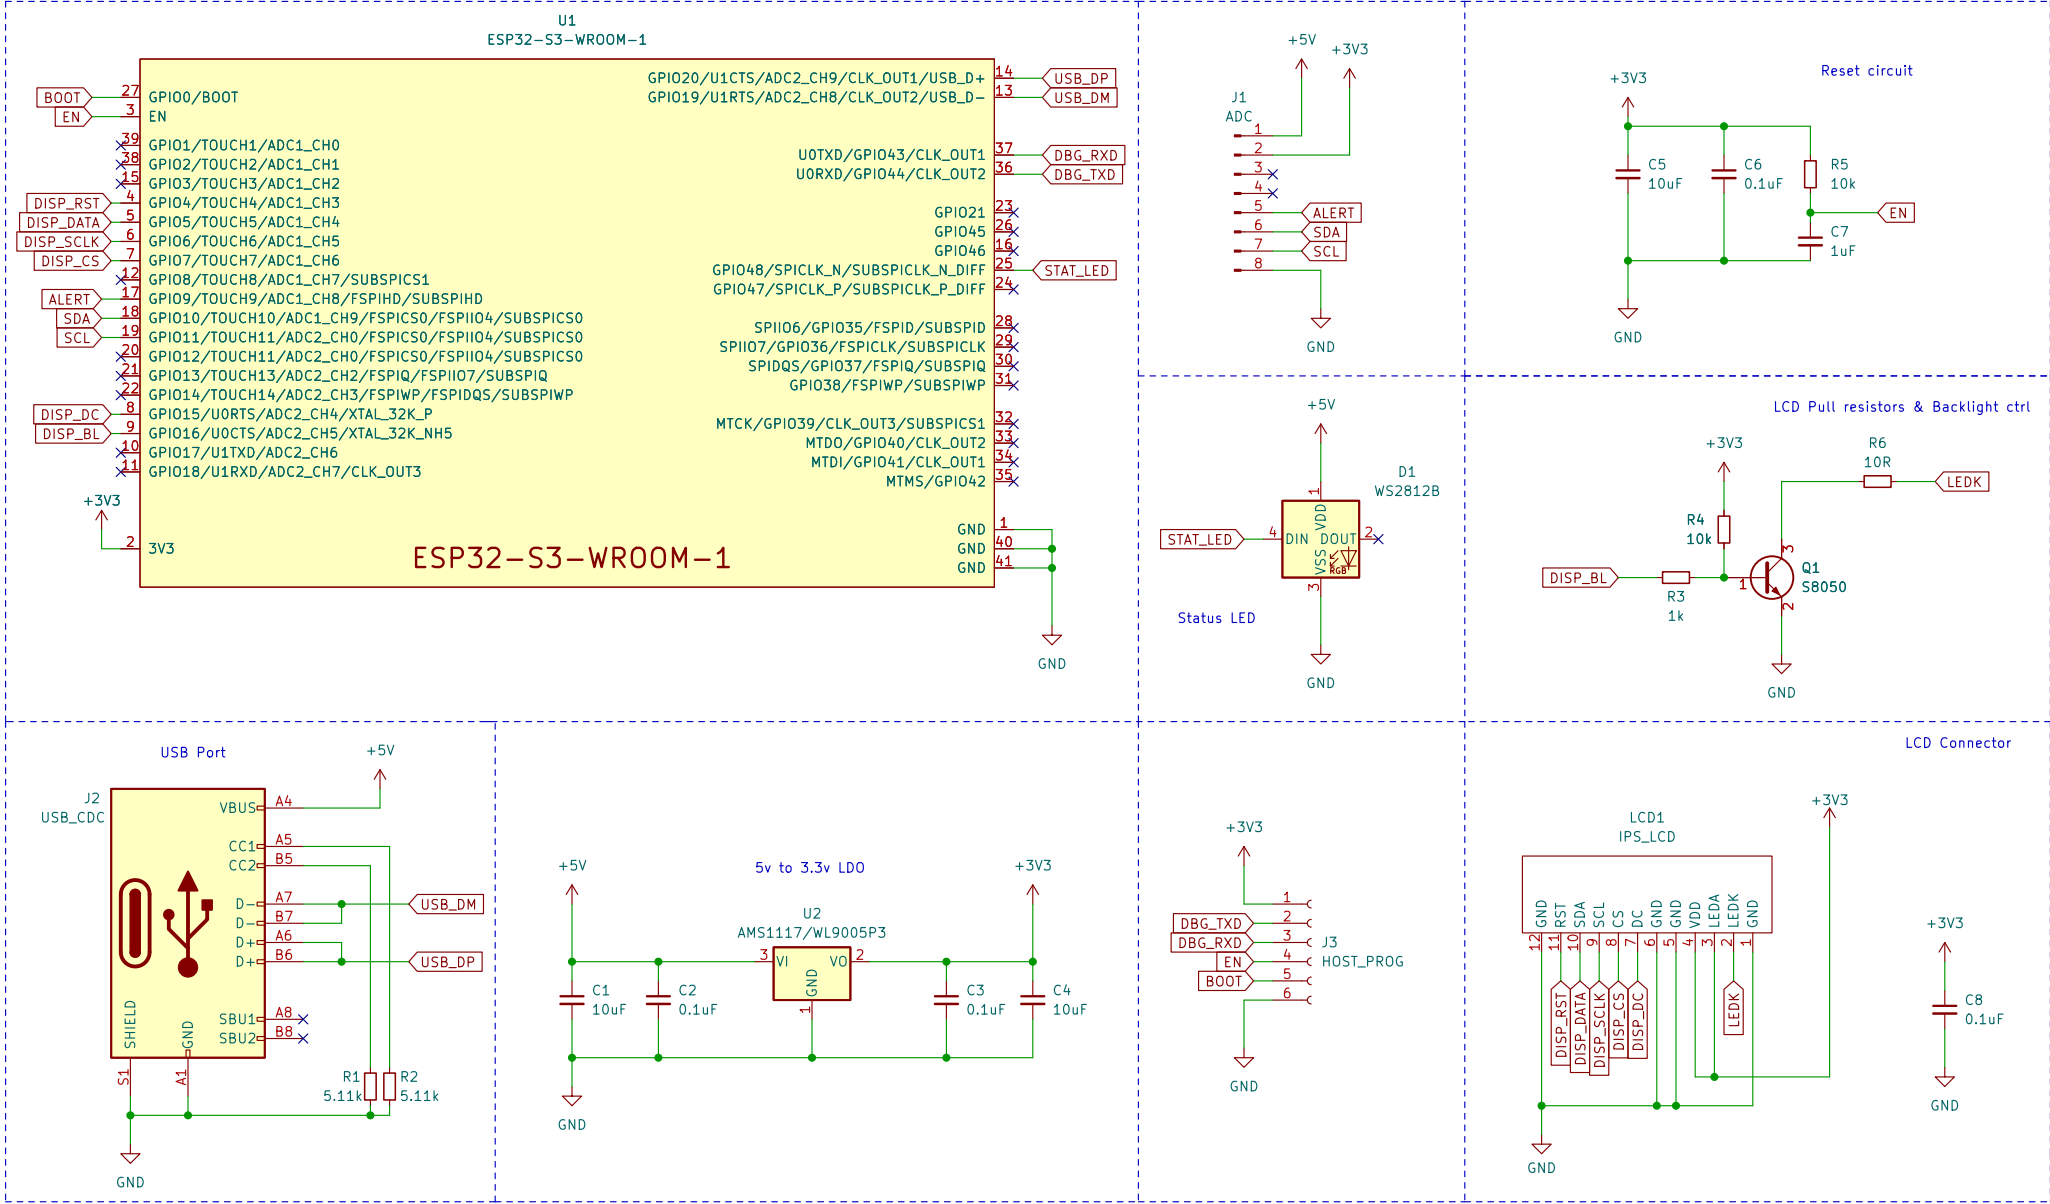 U1
ESP32-S3-WROOM-1
BOOT 27 GPIO0/BOOT
EN 3 EN
39 GPIO1/TOUCH1/ADC1_CH0
38 GPIO2/TOUCH2/ADC1_CH1
15 GPIO3/TOUCH3/ADC1_CH2
DISP_RST 4 GPIO4/TOUCH4/ADC1_CH3
DISP_DATA 5 GPIO5/TOUCH5/ADC1_CH4
DISP_SCLK 6 GPIO6/TOUCH6/ADC1_CH5
DISP_CS 7 GPIO7/TOUCH7/ADC1_CH6
12 GPIO8/TOUCH8/ADC1_CH7/SUBSPICS1
ALERT 17 GPIO9/TOUCH9/ADC1_CH8/FSPIHD/SUBSPIHD
SDA 18 GPIO10/TOUCH10/ADC1_CH9/FSPICS0/FSPIIO4/SUBSPICS0
SCL 19 GPIO11/TOUCH11/ADC2_CH0/FSPICS0/FSPIIO4/SUBSPICS0
20 GPIO12/TOUCH11/ADC2_CH0/FSPICS0/FSPIIO4/SUBSPICS0
21 GPIO13/TOUCH13/ADC2_CH2/FSPIQ/FSPIIO7/SUBSPIQ
22 GPIO14/TOUCH14/ADC2_CH3/FSPIWP/FSPIDQS/SUBSPIWP
DISP_DC 8 GPIO15/U0RTS/ADC2_CH4/XTAL_32K_P
DISP_BL 9 GPIO16/U0CTS/ADC2_CH5/XTAL_32K_NH5
10 GPIO17/U1TXD/ADC2_CH6
11 GPIO18/U1RXD/ADC2_CH7/CLK_OUT3
+3V3
2 3V3
GPIO20/U1CTS/ADC2_CH9/CLK_OUT1/USB_D+ 14 USB_DP
GPIO19/U1RTS/ADC2_CH8/CLK_OUT2/USB_D- 13 USB_DM
U0TXD/GPIO43/CLK_OUT1 37 DBG_RXD
U0RXD/GPIO44/CLK_OUT2 36 DBG_TXD
GPIO21 23
GPIO45 26
GPIO46 16
GPIO48/SPICLK_N/SUBSPICLK_N_DIFF 25 STAT_LED
GPIO47/SPICLK_P/SUBSPICLK_P_DIFF 24
SPIIO6/GPIO35/FSPID/SUBSPID 28
SPIIO7/GPIO36/FSPICLK/SUBSPICLK 29
SPIDQS/GPIO37/FSPIQ/SUBSPIQ 30
GPIO38/FSPIWP/SUBSPIWP 31
MTCK/GPIO39/CLK_OUT3/SUBSPICS1 32
MTDO/GPIO40/CLK_OUT2 33
MTDI/GPIO41/CLK_OUT1 34
MTMS/GPIO42 35
GND 1
GND 40
GND 41
ESP32-S3-WROOM-1
GND
+5V
+3V3
J1
ADC
1
2
3
4
5 ALERT
6 SDA
7 SCL
8
GND
Reset circuit
+3V3
C5
10uF
C6
0.1uF
R5
10k
EN
C7
1uF
GND
+5V
D1
WS2812B
1
VDD
STAT_LED 4 DIN DOUT 2
RGB
VSS
3
Status LED
GND
LCD Pull resistors & Backlight ctrl
+3V3
R6
10R
LEDK
R4
10k
3
DISP_BL
R3
1k
1
Q1
S8050
2
GND
USB Port
+5V
J2
USB_CDC
VBUS A4
CC1 A5
CC2 B5
D- A7 USB_DM
D- B7
D+ A6
D+ B6 USB_DP
SBU1 A8
SBU2 B8
SHIELD
GND
S1
A1
R1
5.11k
R2
5.11k
GND
5v to 3.3v LDO
+5V
+3V3
U2
AMS1117/WL9005P3
3 VI VO 2
GND
1
C1
10uF
C2
0.1uF
C3
0.1uF
C4
10uF
GND
+3V3
1
DBG_TXD 2
DBG_RXD 3
EN 4
BOOT 5
6
J3
HOST_PROG
GND
LCD Connector
+3V3
LCD1
IPS_LCD
GND RST SDA SCL CS DC GND GND VDD LEDA LEDK GND
12 11 10 9 8 7 6 5 4 3 2 1
DISP_RST DISP_DATA DISP_SCLK DISP_CS DISP_DC LEDK
GND
+3V3
C8
0.1uF
GND